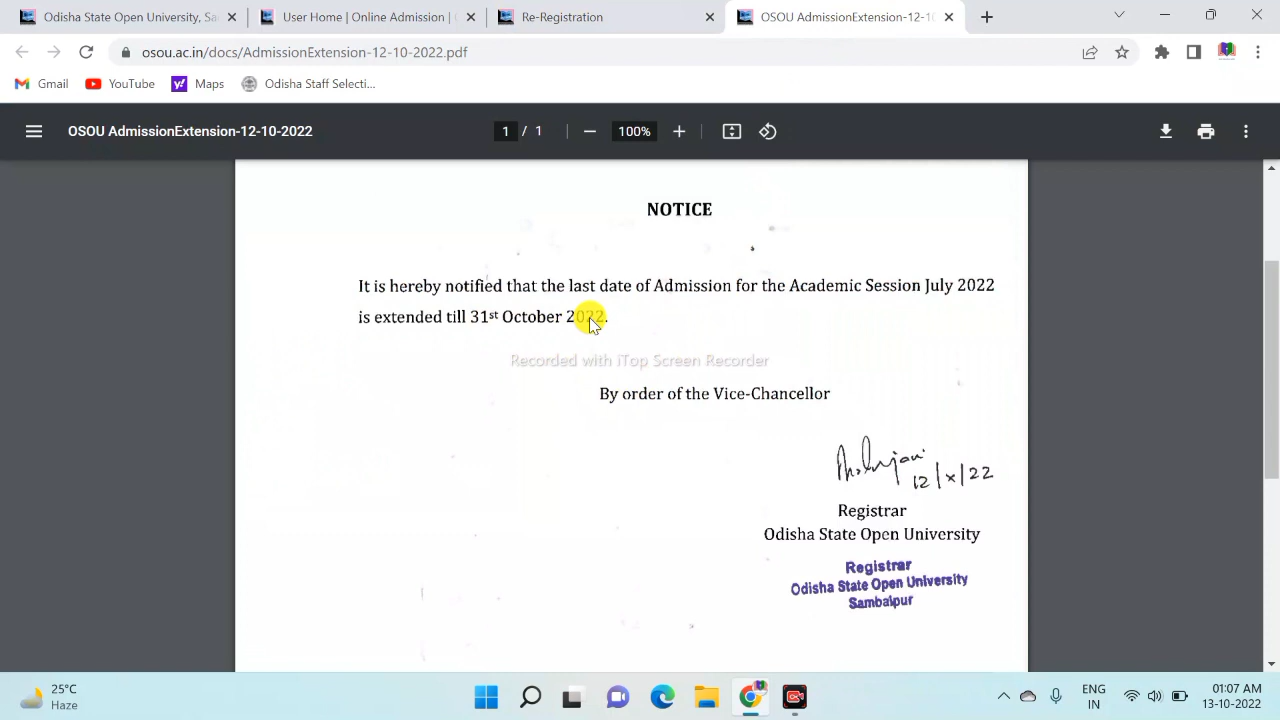 Odisha State Open University, Sa
User Home | Online Admission |
Re-Registration
OSOU AdmissionExtension-12-10
osou.ac.in/docs/AdmissionExtension-12-10-2022.pdf
Gmail
YouTube
Maps
Odisha Staff Selecti...
OSOU AdmissionExtension-12-10-2022
1 / 1
100%
NOTICE
It is hereby notified that the last date of Admission for the Academic Session July 2022
is extended till 31st October 2022.
Recorded with iTop Screen Recorder
By order of the Vice-Chancellor
12/x/22
Registrar
Odisha State Open University
Registrar
Odisha State Open University
Sambalpur
25°C
Haze
ENG
IN
01:07 AM
13-10-2022